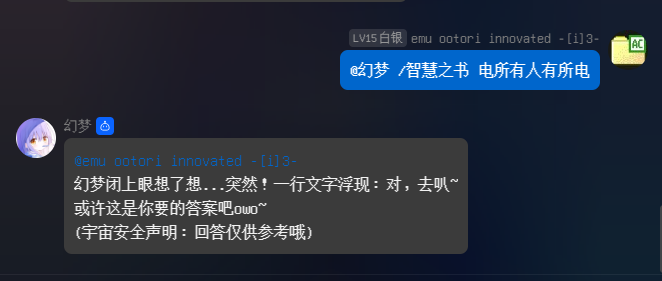 LV15白银 emu ootori innovated -[i]3-
AC
@幻梦 /智慧之书 电所有人有所电
幻梦
@emu ootori innovated -[i]3-
幻梦闭上眼想了想...突然！一行文字浮现：对，去叭~
或许这是你要的答案吧owo~
(宇宙安全声明：回答仅供参考哦)